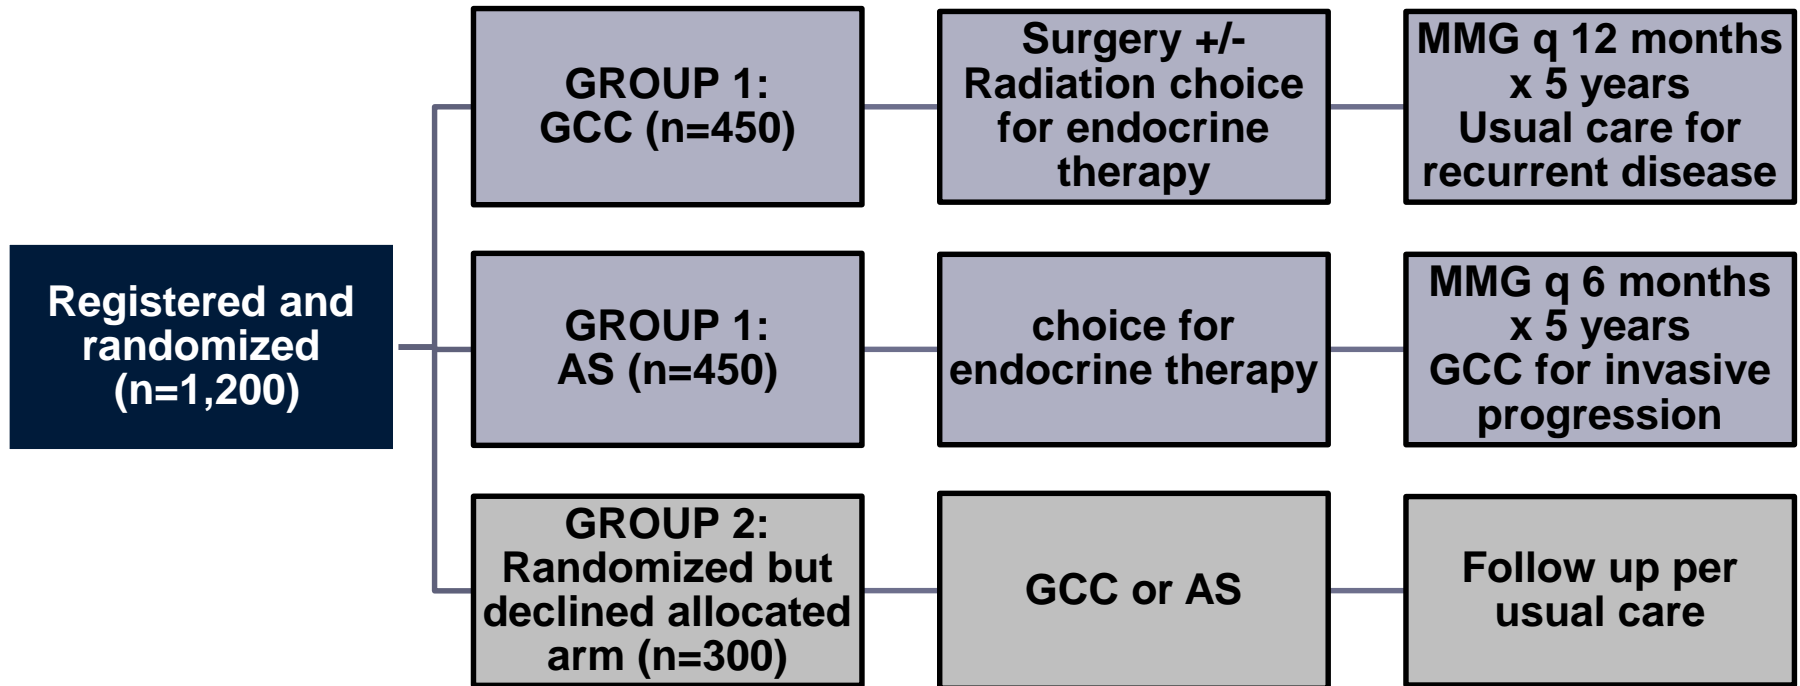 Registered and
randomized
(n=1,200)
GROUP 1:
GCC (n=450)
Surgery +/-
Radiation choice
for endocrine
therapy
MMG q 12 months
x 5 years
Usual care for
recurrent disease
GROUP 1:
AS (n=450)
choice for
endocrine therapy
MMG q 6 months
x 5 years
GCC for invasive
progression
GROUP 2:
Randomized but
declined allocated
arm (n=300)
GCC or AS
Follow up per
usual care